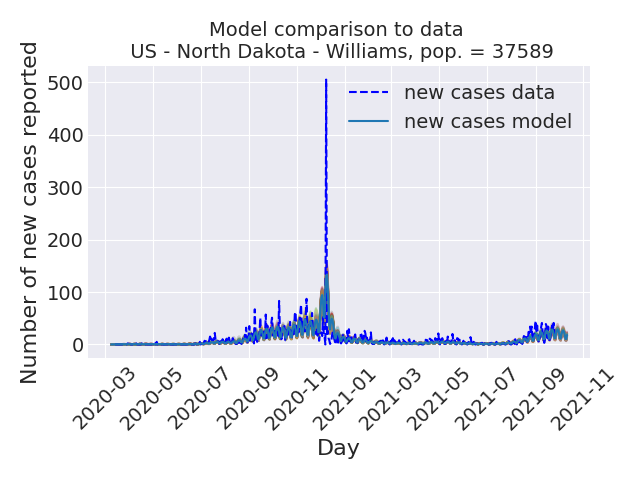 Model comparison to data
US - North Dakota - Williams, pop. = 37589
Number of new cases reported
500
400
300
200
100
0
new cases data
new cases model
2020-03
2020-05
2020-07
2020-09
2020-11
2021-01
2021-03
2021-05
2021-07
2021-09
2021-11
Day